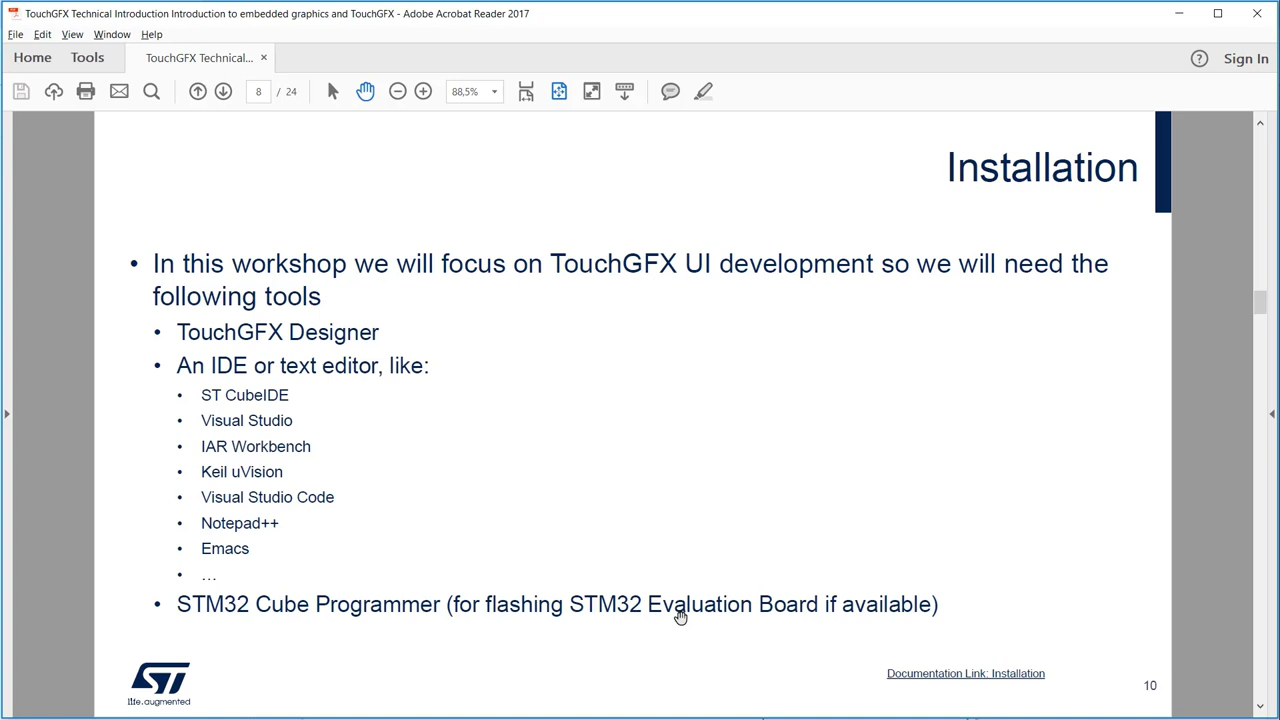 TouchGFX Technical Introduction Introduction to embedded graphics and TouchGFX - Adobe Acrobat Reader 2017
File Edit View Window Help
Home Tools TouchGFX Technical... × ? Sign In
8 / 24 88,5%
Installation
• In this workshop we will focus on TouchGFX UI development so we will need the
following tools
• TouchGFX Designer
• An IDE or text editor, like:
• ST CubeIDE
• Visual Studio
• IAR Workbench
• Keil uVision
• Visual Studio Code
• Notepad++
• Emacs
• ...
• STM32 Cube Programmer (for flashing STM32 Evaluation Board if available)
ST
life.augmented
Documentation Link: Installation
10